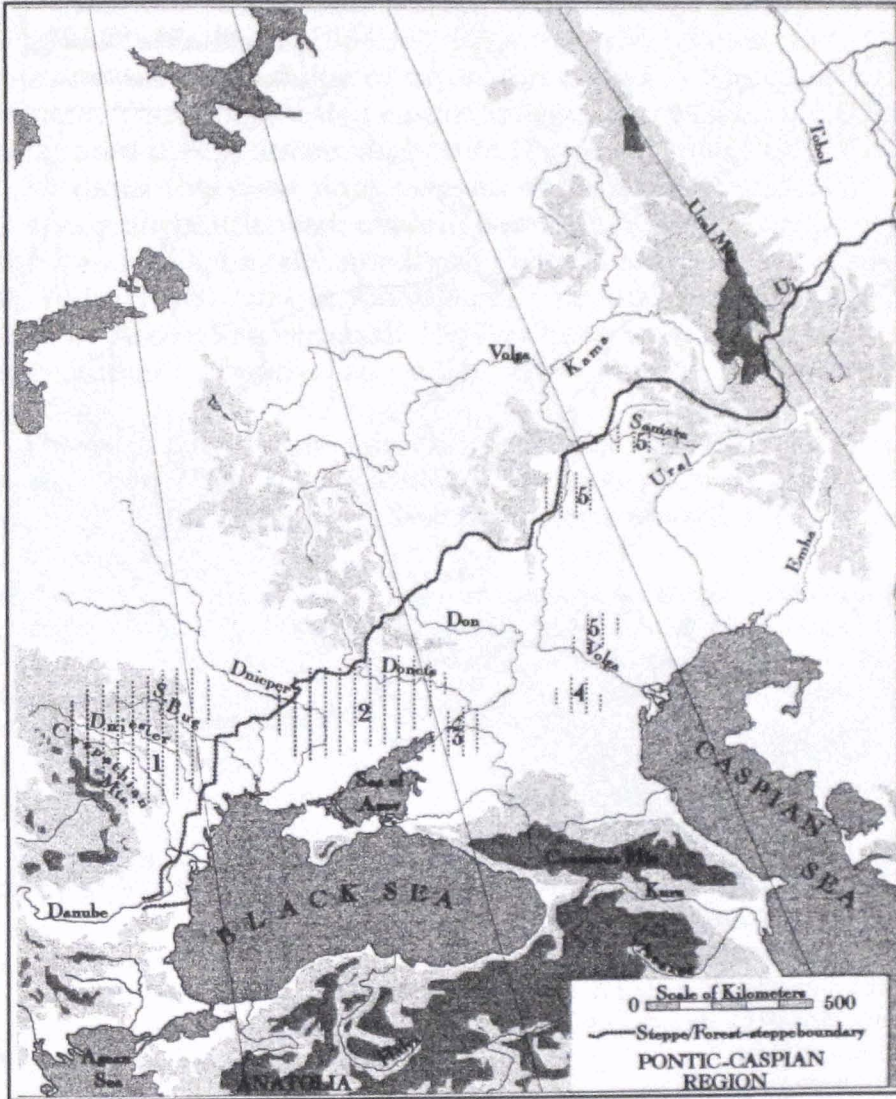 Tobol
Ural Mts
Ui
Volga
Kama
Samara
5
Ural
5
Emba
Don
5
Volga
Dnieper
Donets
4
S. Bug
2
Dniester
3
Carpathian
Mts
1
Sea of
Azov
CASPIAN
SEA
Caucasus Mts
Kura
BLACK SEA
Danube
Scale of Kilometers
0 500
Steppe/Forest-steppe boundary
PONTIC-CASPIAN
REGION
Aegean
Sea
ANATOLIA